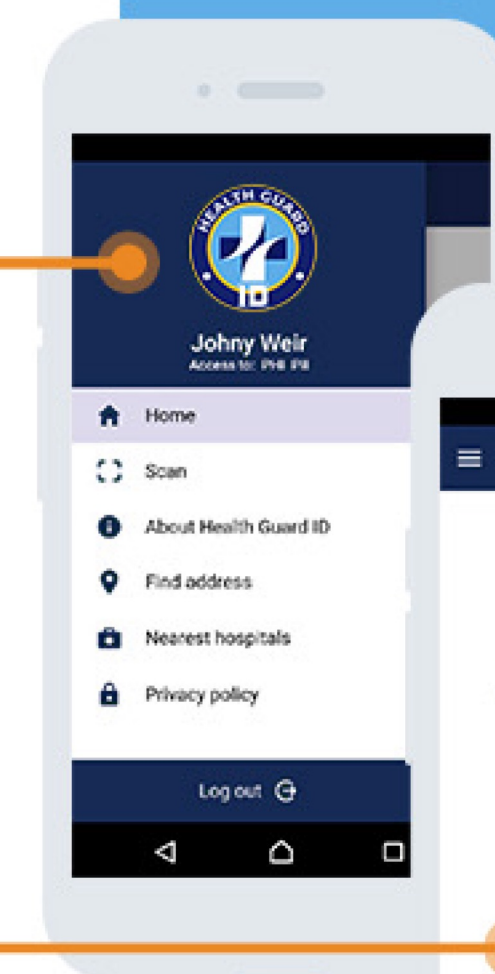 HEALTH GUARD
ID
Johny Weir
Access to: PHI PII
Home
Scan
About Health Guard ID
Find address
Nearest hospitals
Privacy policy
Log out